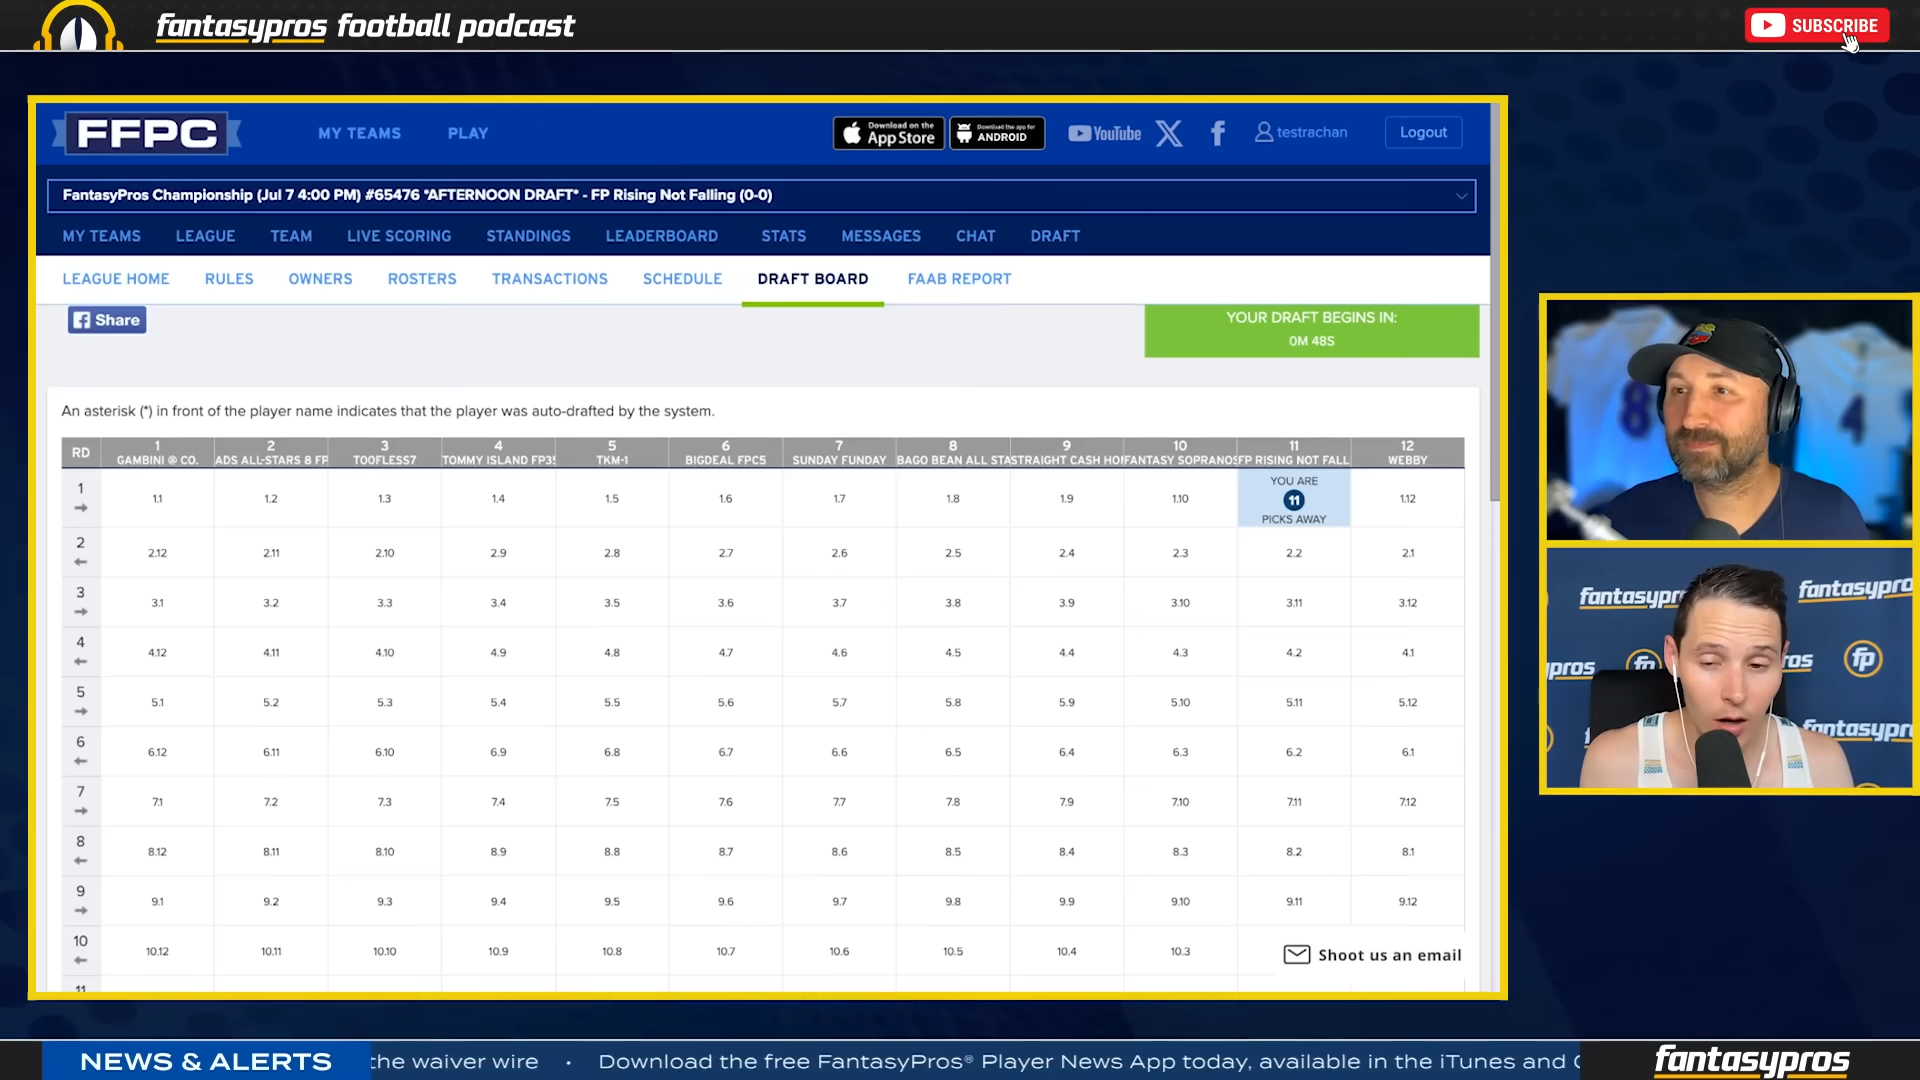 fantasypros football podcast
SUBSCRIBE
FFPC
MY TEAMS
PLAY
Download on the
App Store
Download the app for
ANDROID
YouTube
testrachan
Logout
FantasyPros Championship (Jul 7 4:00 PM) #65476 *AFTERNOON DRAFT* - FP Rising Not Falling (0-0)
MY TEAMS LEAGUE TEAM LIVE SCORING STANDINGS LEADERBOARD STATS MESSAGES CHAT DRAFT
LEAGUE HOME RULES OWNERS ROSTERS TRANSACTIONS SCHEDULE DRAFT BOARD FAAB REPORT
Share
YOUR DRAFT BEGINS IN:
0M 48S
An asterisk (*) in front of the player name indicates that the player was auto-drafted by the system.
RD 1 2 3 4 5 6 7 8 9 10 11 12
GAMBINI @ CO. ADS ALL-STARS 8 FP TOOFLESS7 TOMMY ISLAND FP3 TKM-1 BIGDEAL FPC5 SUNDAY FUNDAY BAGO BEAN ALL STA STRAIGHT CASH HO FANTASY SOPRANOS FP RISING NOT FALL WEBBY
1 1.1 1.2 1.3 1.4 1.5 1.6 1.7 1.8 1.9 1.10 YOU ARE 11 PICKS AWAY 1.12
2 2.12 2.11 2.10 2.9 2.8 2.7 2.6 2.5 2.4 2.3 2.2 2.1
3 3.1 3.2 3.3 3.4 3.5 3.6 3.7 3.8 3.9 3.10 3.11 3.12
4 4.12 4.11 4.10 4.9 4.8 4.7 4.6 4.5 4.4 4.3 4.2 4.1
5 5.1 5.2 5.3 5.4 5.5 5.6 5.7 5.8 5.9 5.10 5.11 5.12
6 6.12 6.11 6.10 6.9 6.8 6.7 6.6 6.5 6.4 6.3 6.2 6.1
7 7.1 7.2 7.3 7.4 7.5 7.6 7.7 7.8 7.9 7.10 7.11 7.12
8 8.12 8.11 8.10 8.9 8.8 8.7 8.6 8.5 8.4 8.3 8.2 8.1
9 9.1 9.2 9.3 9.4 9.5 9.6 9.7 9.8 9.9 9.10 9.11 9.12
10 10.12 10.11 10.10 10.9 10.8 10.7 10.6 10.5 10.4 10.3
Shoot us an email
11
8
4
fantasypr
fantasypro
pros
fp
ros
fp
fantasypr
NEWS & ALERTS
the waiver wire • Download the free FantasyPros® Player News App today, available in the iTunes and
fantasypros